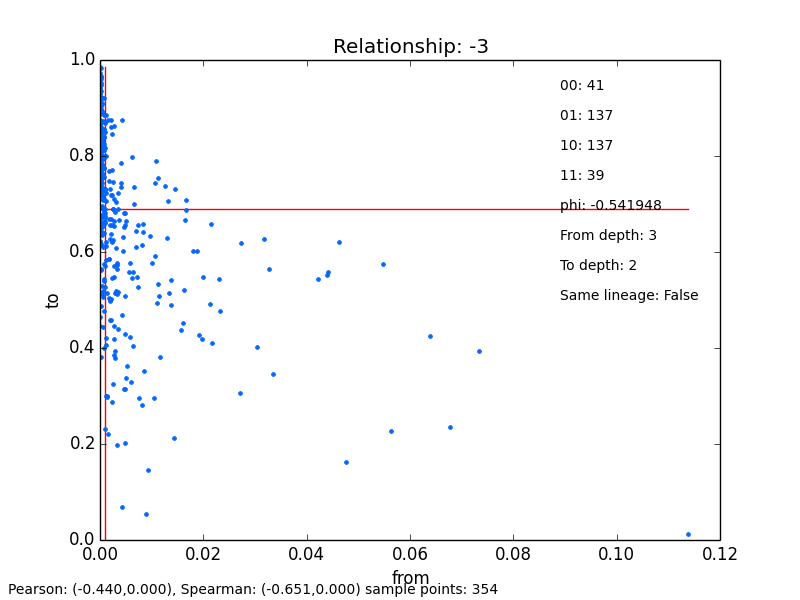 Relationship: -3
1.0
0.8
0.6
0.4
0.2
0.0
to
00: 41
01: 137
10: 137
11: 39
phi: -0.541948
From depth: 3
To depth: 2
Same lineage: False
0.00 0.02 0.04 0.06 0.08 0.10 0.12
from
Pearson: (-0.440,0.000), Spearman: (-0.651,0.000) sample points: 354